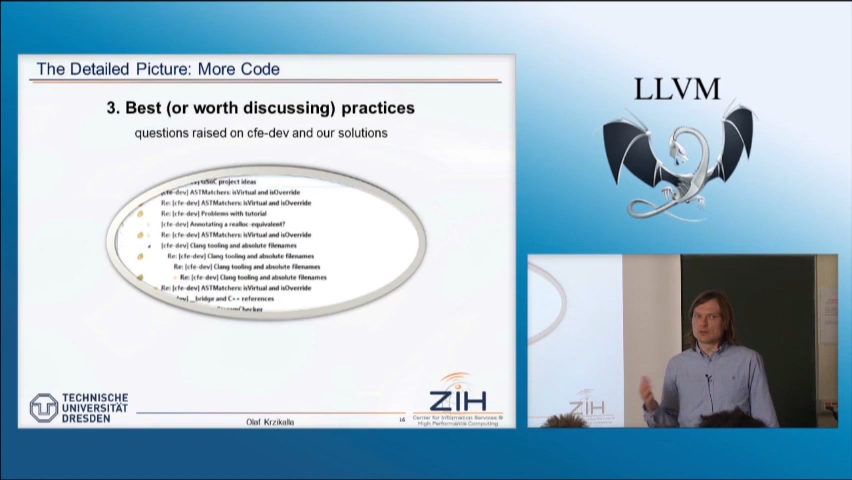 The Detailed Picture: More Code
3. Best (or worth discussing) practices
questions raised on cfe-dev and our solutions
GSoC project ideas
[cfe-dev] ASTMatchers: isVirtual and isOverride
Re: [cfe-dev] ASTMatchers: isVirtual and isOverride
Re: [cfe-dev] Problems with tutorial
[cfe-dev] Annotating a realloc-equivalent?
Re: [cfe-dev] ASTMatchers: isVirtual and isOverride
[cfe-dev] Clang tooling and absolute filenames
Re: [cfe-dev] Clang tooling and absolute filenames
Re: [cfe-dev] Clang tooling and absolute filenames
Re: [cfe-dev] Clang tooling and absolute filenames
Re: [cfe-dev] ASTMatchers: isVirtual and isOverride
__bridge and C++ references
TECHNISCHE
UNIVERSITÄT
DRESDEN
Olaf Krzikalla
16
ZIH
Center for Information Services &
High Performance Computing
LLVM
ZIH